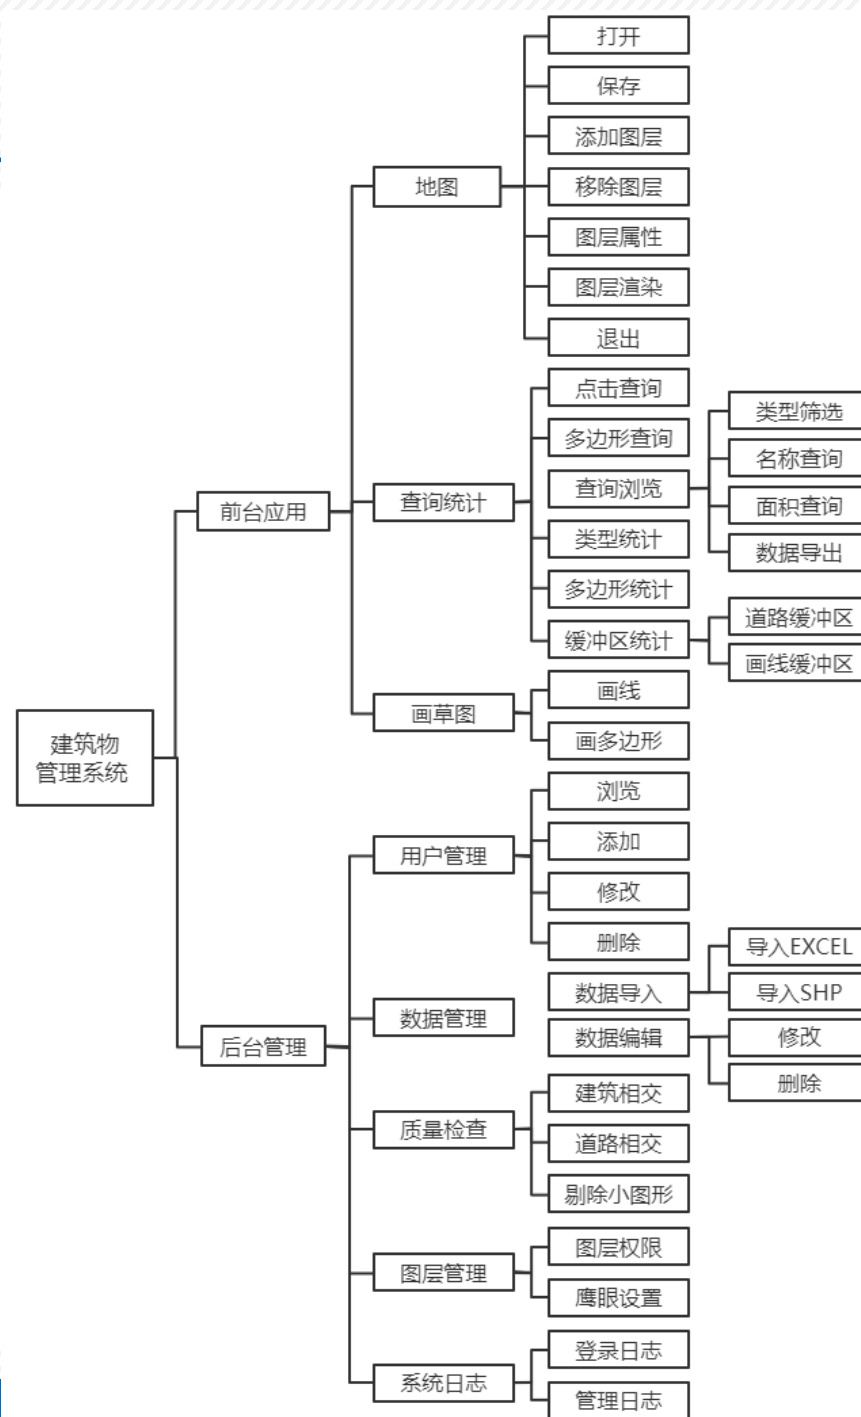 建筑物
管理系统
前台应用
地图
打开
保存
添加图层
移除图层
图层属性
图层渲染
退出
查询统计
点击查询
多边形查询
查询浏览
类型筛选
名称查询
面积查询
数据导出
类型统计
多边形统计
缓冲区统计
道路缓冲区
画线缓冲区
画草图
画线
画多边形
后台管理
用户管理
浏览
添加
修改
删除
数据管理
数据导入
导入EXCEL
导入SHP
数据编辑
修改
删除
质量检查
建筑相交
道路相交
剔除小图形
图层管理
图层权限
鹰眼设置
系统日志
登录日志
管理日志